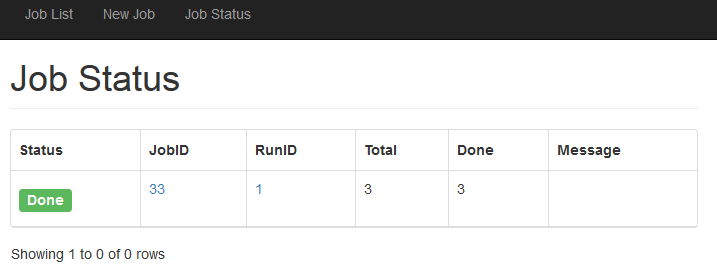 Job List New Job Job Status
Job Status
Status JobID RunID Total Done Message
Done 33 1 3 3
Showing 1 to 0 of 0 rows